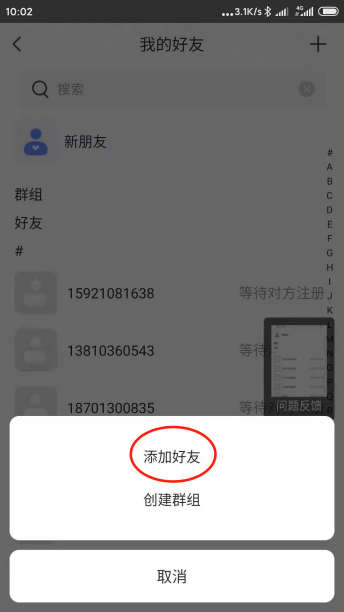 10:02
...3.1K/s
4G
我的好友
搜索
新朋友
群组
好友
#
15921081638
等待对方注册
13810360543
等待
18701300835
等待
#
A
B
C
D
E
F
G
H
I
J
K
L
M
N
O
P
Q
问题反馈
添加好友
创建群组
取消